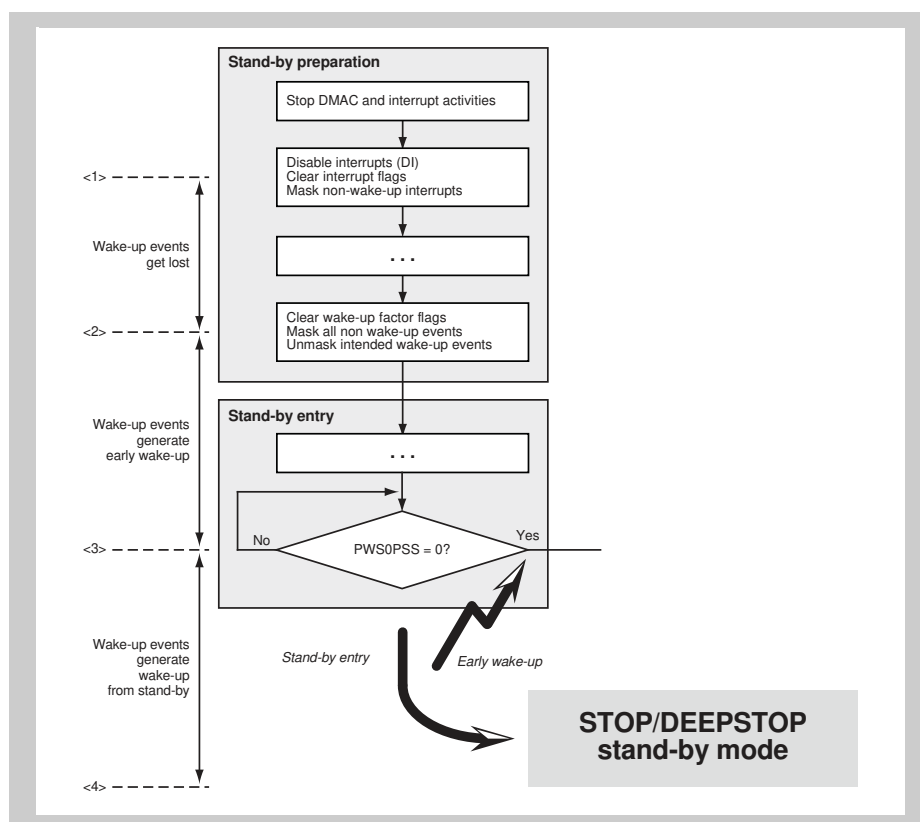 Stand-by preparation
Stop DMAC and interrupt activities
Disable interrupts (DI)
Clear interrupt flags
Mask non-wake-up interrupts
<1>
Wake-up events
get lost
. . .
Clear wake-up factor flags
Mask all non wake-up events
Unmask intended wake-up events
<2>
Stand-by entry
Wake-up events
generate
early wake-up
. . .
No
PWS0PSS = 0?
Yes
<3>
Wake-up events
generate
wake-up
from stand-by
Stand-by entry
Early wake-up
STOP/DEEPSTOP
stand-by mode
<4>